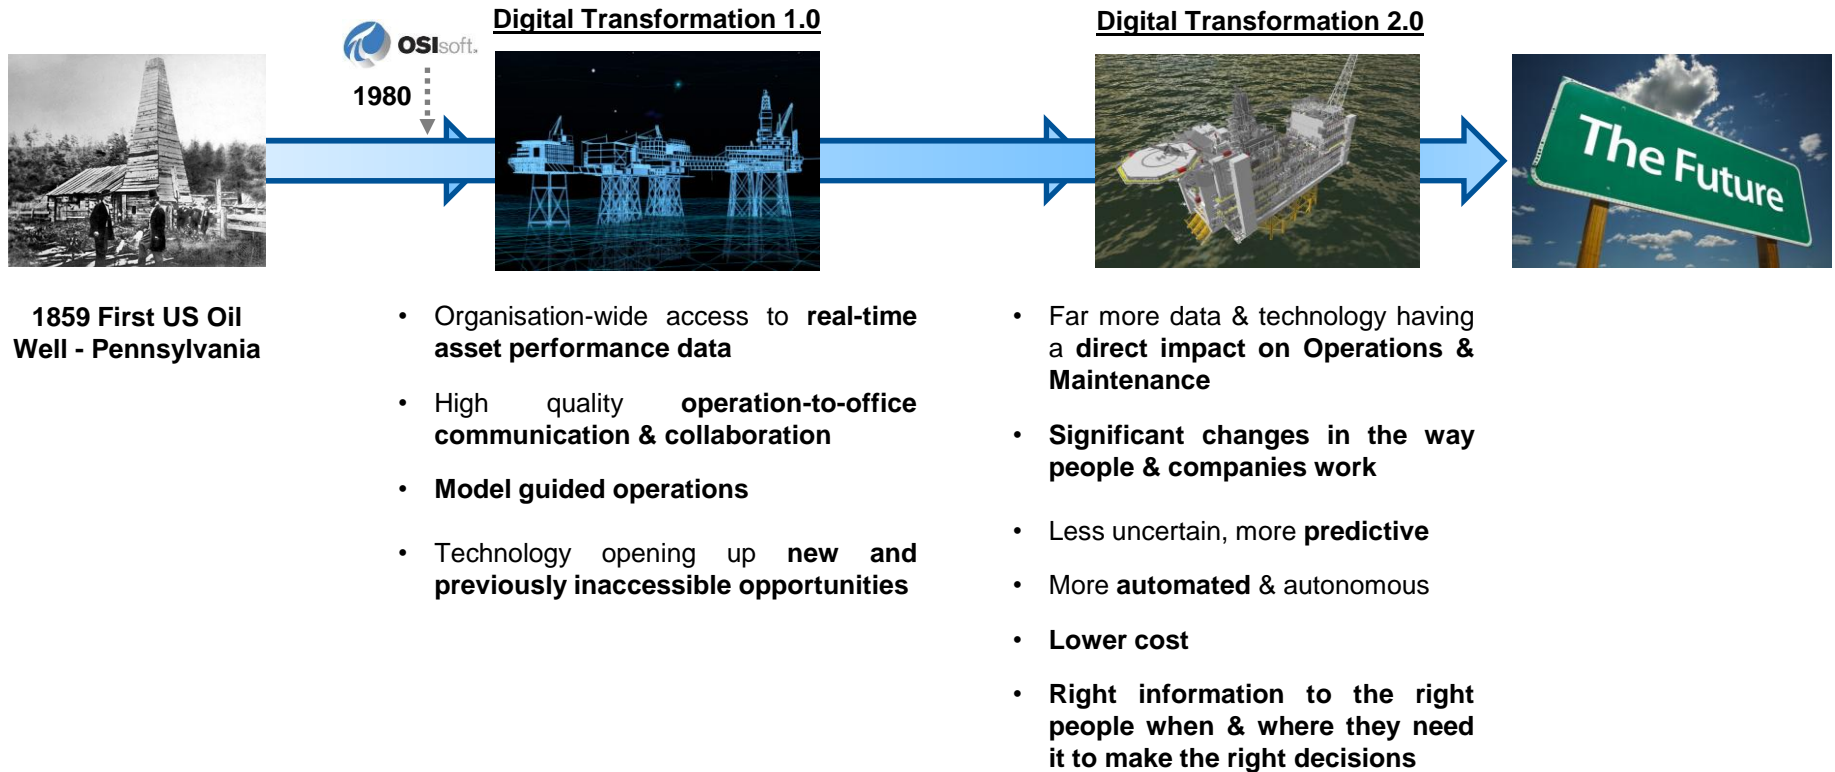 Digital Transformation 1.0
Digital Transformation 2.0
OSIsoft.
1980
The Future
1859 First US Oil
Well - Pennsylvania
• Organisation-wide access to real-time
asset performance data
• High quality operation-to-office
communication & collaboration
• Model guided operations
• Technology opening up new and
previously inaccessible opportunities
• Far more data & technology having
a direct impact on Operations &
Maintenance
• Significant changes in the way
people & companies work
• Less uncertain, more predictive
• More automated & autonomous
• Lower cost
• Right information to the right
people when & where they need
it to make the right decisions